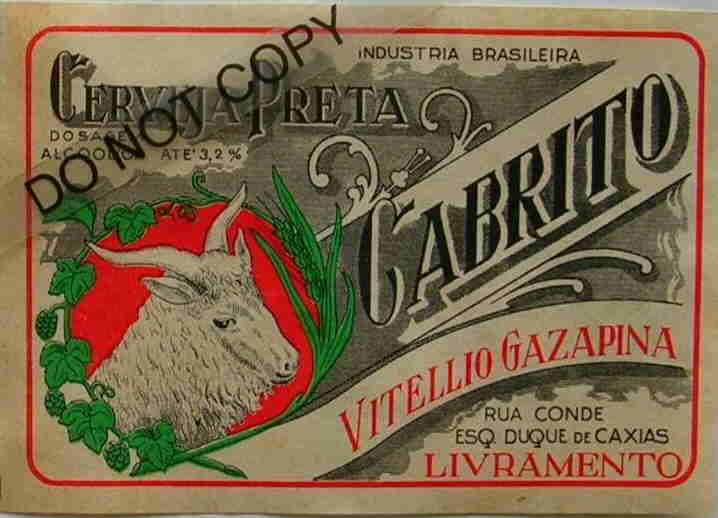 INDUSTRIA BRASILEIRA
CERVEJA PRETA
DOSAGEM
ALCOOLICA ATE' 3,2 %
DO NOT COPY
CABRITO
VITELLIO GAZAPINA
RUA CONDE
ESQ. DUQUE DE CAXIAS
LIVRAMENTO